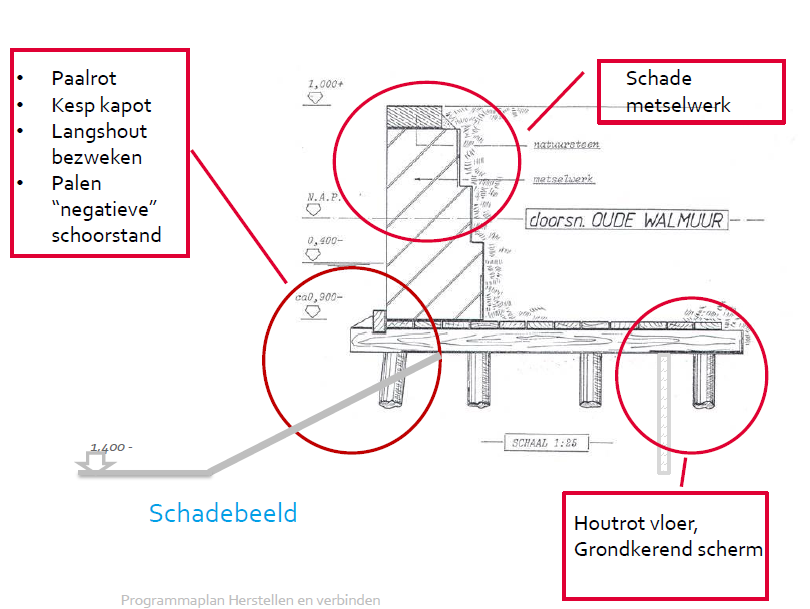 • Paalrot
• Kesp kapot
• Langshout
bezweken
• Palen
“negatieve”
schoorstand
Schade
metselwerk
1,000+
natuursteen
metselwerk
N.A.P.
doorsn. OUDE WALMUUR
0,400-
ca0,900-
1,400 -
SCHAAL 1:25
Schadebeeld
Houtrot vloer,
Grondkerend scherm
Programmaplan Herstellen en verbinden